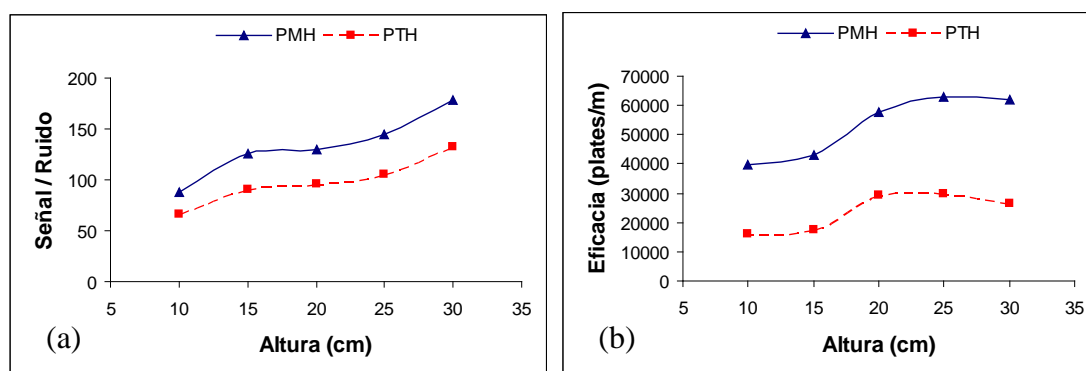 PMH PTH
200
150
100
50
0
Señal / Ruido
5 10 15 20 25 30 35
Altura (cm)
(a)
PMH PTH
70000
60000
50000
40000
30000
20000
10000
0
Eficacia (plates/m)
5 10 15 20 25 30 35
Altura (cm)
(b)